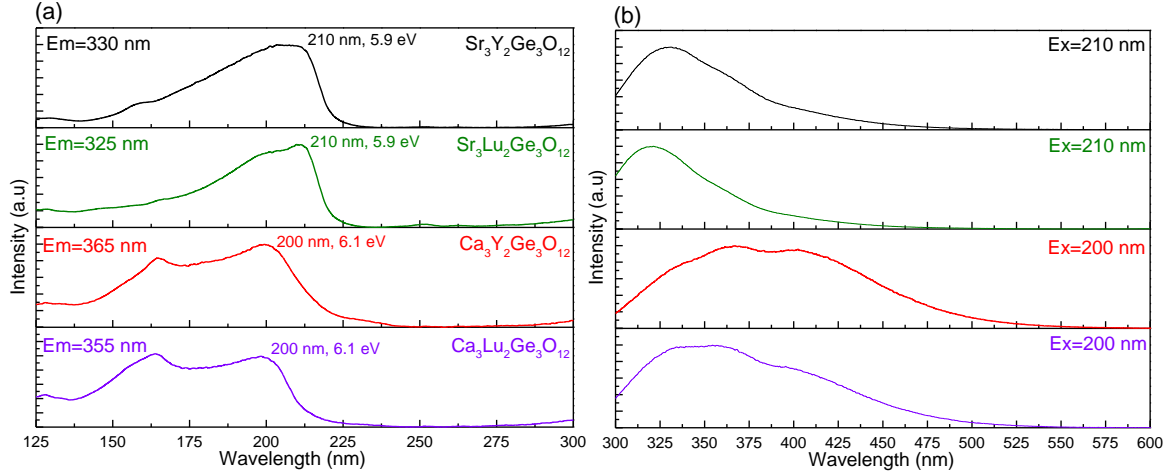 (a)
Em=330 nm
210 nm, 5.9 eV
Sr₃Y₂Ge₃O₁₂
Em=325 nm
210 nm, 5.9 eV
Sr₃Lu₂Ge₃O₁₂
Em=365 nm
200 nm, 6.1 eV
Ca₃Y₂Ge₃O₁₂
Em=355 nm
200 nm, 6.1 eV
Ca₃Lu₂Ge₃O₁₂
Intensity (a.u)
125 150 175 200 225 250 275 300
Wavelength (nm)
(b)
Ex=210 nm
Ex=210 nm
Ex=200 nm
Ex=200 nm
Intensity (a.u)
300 325 350 375 400 425 450 475 500 525 550 575 600
Wavelength (nm)